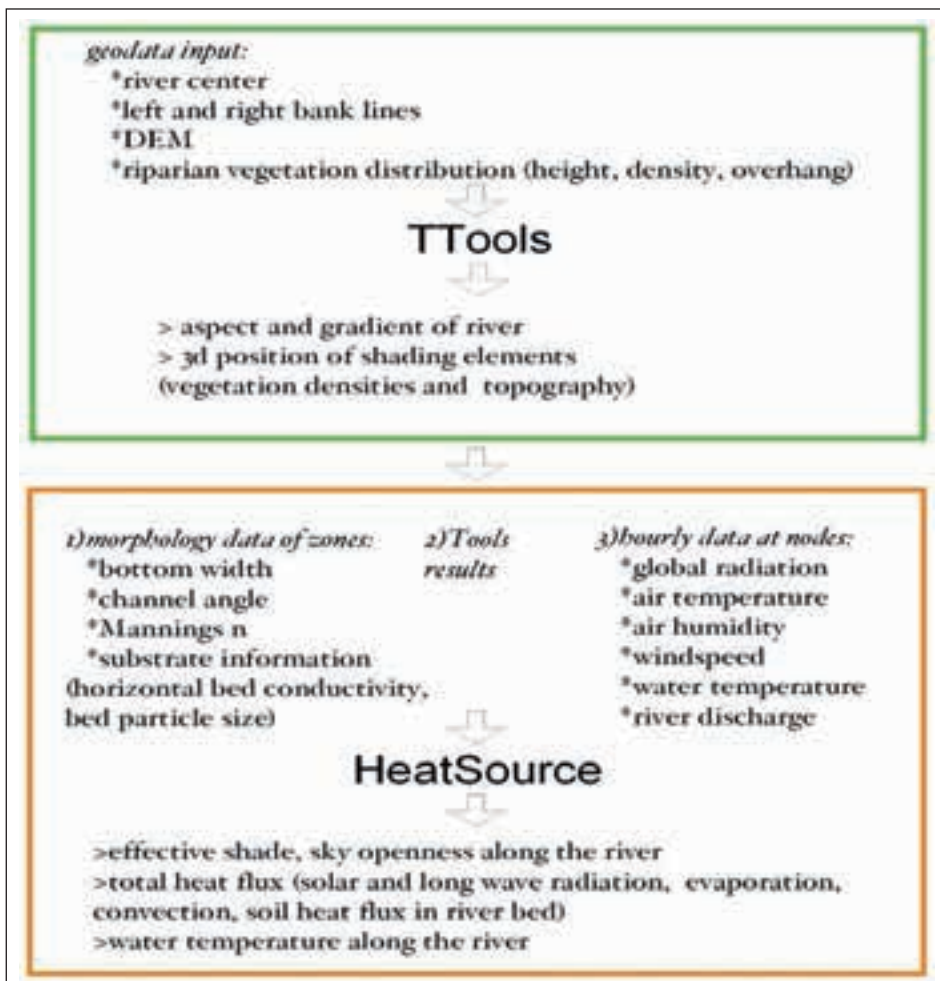 geodata input:
*river center
*left and right bank lines
*DEM
*riparian vegetation distribution (height, density, overhang)
TTools
> aspect and gradient of river
> 3d position of shading elements
(vegetation densities and topography)
1)morphology data of zones:
*bottom width
*channel angle
*Mannings n
*substrate information
(horizontal bed conductivity,
bed particle size)
2)Tools
results
3)hourly data at nodes:
*global radiation
*air temperature
*air humidity
*windspeed
*water temperature
*river discharge
HeatSource
>effective shade, sky openness along the river
>total heat flux (solar and long wave radiation, evaporation,
convection, soil heat flux in river bed)
>water temperature along the river